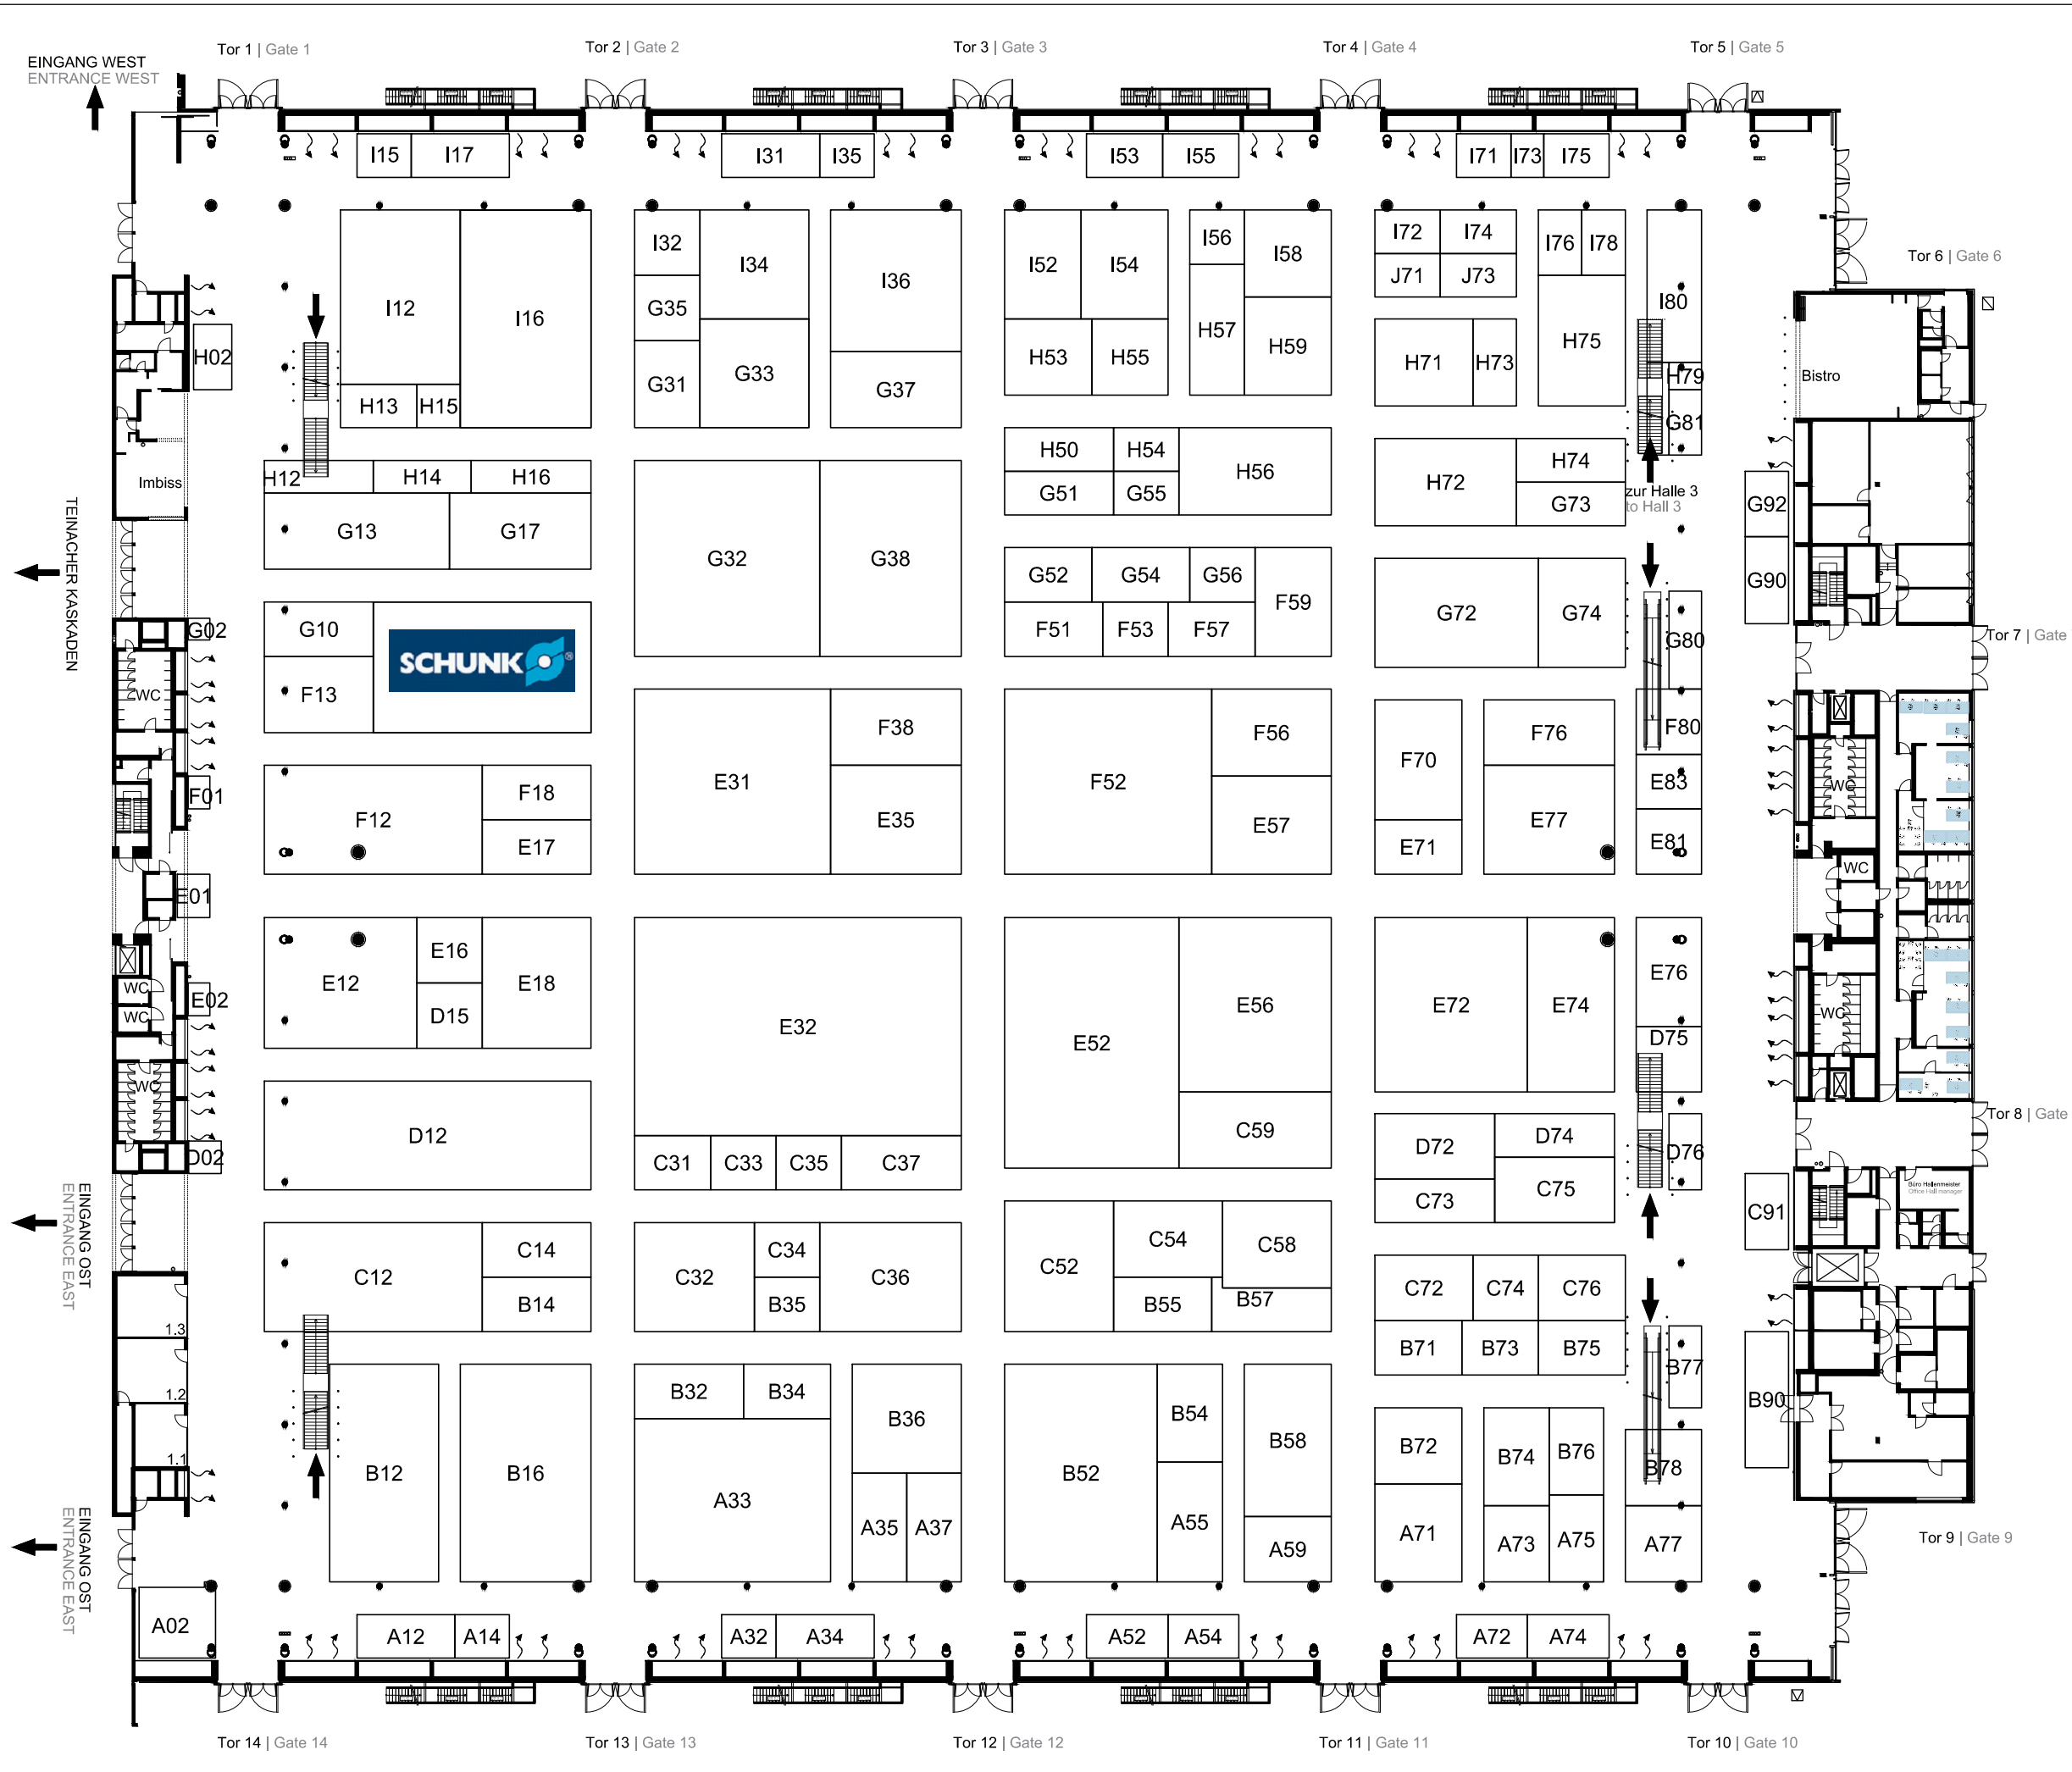 Tor 1 | Gate 1
Tor 2 | Gate 2
Tor 3 | Gate 3
Tor 4 | Gate 4
Tor 5 | Gate 5
EINGANG WEST
ENTRANCE WEST
I15 I17 I31 I35 I53 I55 I71 I73 I75
I32 I34 I36 I52 I54 I56 I58 I72 I74 I76 I78
Tor 6 | Gate 6
J71 J73
I12 I16 G35 I80
H02 G31 G33 G37 H53 H55 H57 H59 H71 H73 H75 H79
Bistro
H13 H15 G81
H50 H54 H56 H74
Imbiss
H12 H14 H16 H72
G51 G55 G73
zur Halle 3
to Hall 3
G92
G13 G17 G32 G38
TEINACHER KASKADEN
G52 G54 G56 F59 G72 G74 G90
G02 G10 F51 F53 F57 G80
Tor 7 | Gate
SCHUNK ®
WC F13
F38 F56 F76 F80
E31 F52 F70
F01 F12 F18 E83 WC
E35 E57 E77
E17 E71 E81
E01 WC
E16 E56 E76
WC E12 E18 E72 E74
E02 D15 E32 E52 D75 WC
WC
WC
Tor 8 | Gate
D12 C59 D72 D74 D76
D02 C31 C33 C35 C37 C75
Büro Hallenmeister
Office Hall manager
C73 C91
EINGANG OST
ENTRANCE EAST
C14 C34 C54 C58
C12 C32 C36 C52
B14 B35 B55 B57 C72 C74 C76
1.3
B71 B73 B75 B77
1.2
B32 B34 B36 B54 B90
B58 B72 B74 B76 B78
1.1
B12 B16 A33 B52
A35 A37 A55 A59 A71 A73 A75 A77
Tor 9 | Gate 9
EINGANG OST
ENTRANCE EAST
A02 A12 A14 A32 A34 A52 A54 A72 A74
Tor 14 | Gate 14
Tor 13 | Gate 13
Tor 12 | Gate 12
Tor 11 | Gate 11
Tor 10 | Gate 10